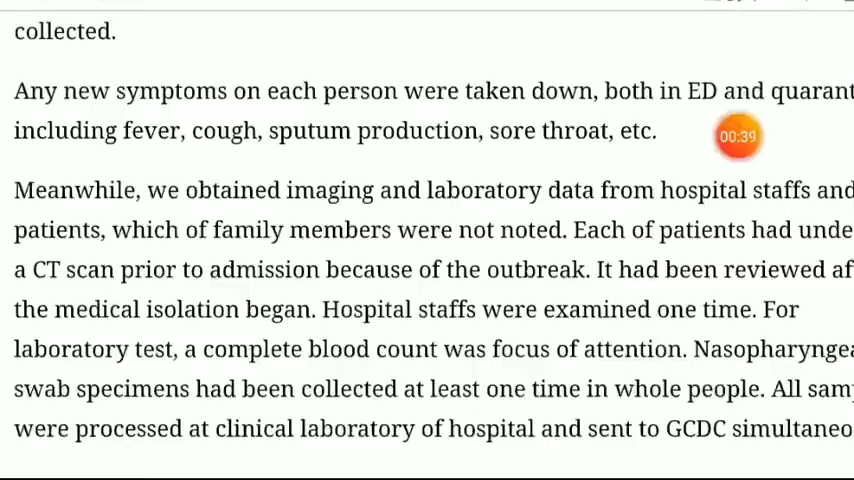 collected.
Any new symptoms on each person were taken down, both in ED and quarant
including fever, cough, sputum production, sore throat, etc.
00:39
Meanwhile, we obtained imaging and laboratory data from hospital staffs and
patients, which of family members were not noted. Each of patients had unde
a CT scan prior to admission because of the outbreak. It had been reviewed af
the medical isolation began. Hospital staffs were examined one time. For
laboratory test, a complete blood count was focus of attention. Nasopharyngea
swab specimens had been collected at least one time in whole people. All sam
were processed at clinical laboratory of hospital and sent to GCDC simultaneo